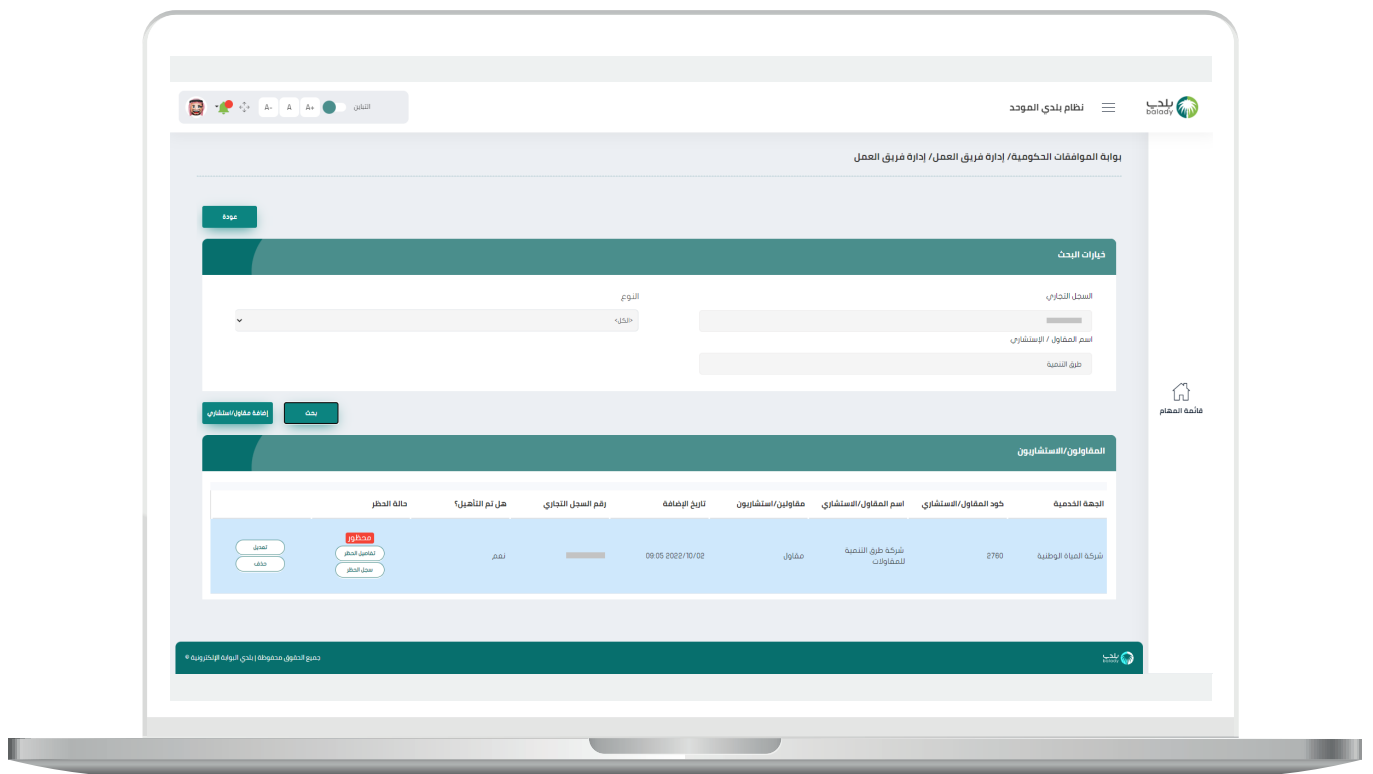 بلدي
balady
نظام بلدي الموحد
التباين
A+
A
A-
بوابة الموافقات الحكومية/ إدارة فريق العمل/ إدارة فريق العمل
عودة
خيارات البحث
السجل التجاري
النوع
<الكل>
اسم المقاول / الإستشاري
طرق التنمية
قائمة المهام
بحث
إضافة مقاول/استشاري
المقاولون/الاستشاريون
الجهة الخدمية كود المقاول/الاستشاري اسم المقاول/الاستشاري مقاولين/استشاريون تاريخ الإضافة رقم السجل التجاري هل تم التأهيل؟ حالة الحظر
شركة المياة الوطنية 2760 شركة طرق التنمية للمقاولات مقاول 2022/10/02 09:05 نعم
محظور
تفاصيل الحظر
سجل الحظر
تعديل
حذف
بلدي
balady
جميع الحقوق محفوظة | بلدي البوابة الإلكترونية ©